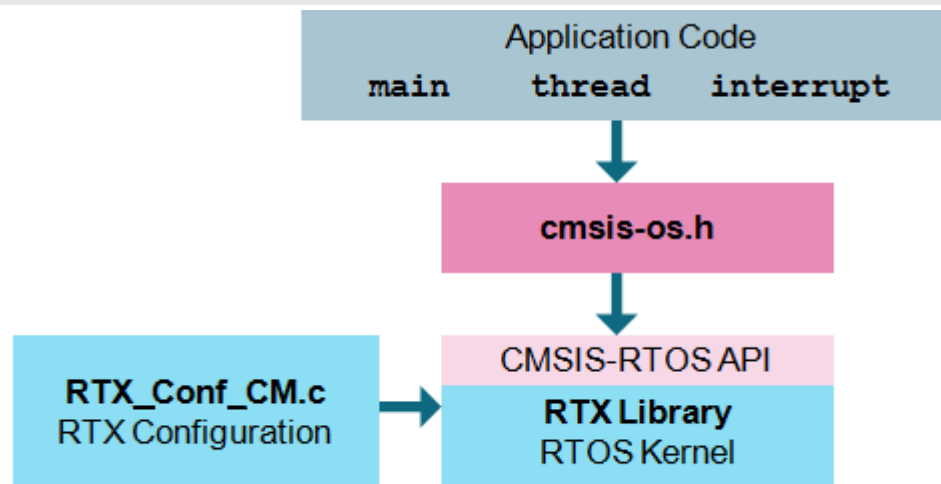 Application Code
main thread interrupt
cmsis-os.h
RTX_Conf_CM.c
RTX Configuration
CMSIS-RTOS API
RTX Library
RTOS Kernel